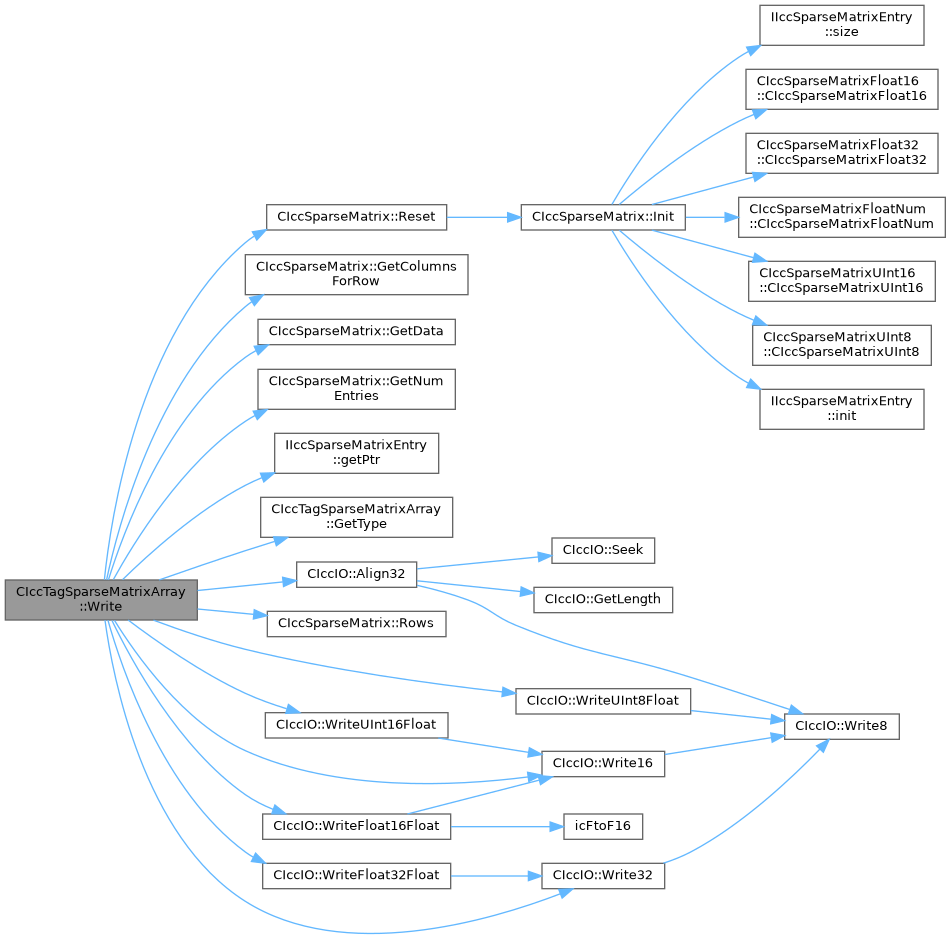 IIccSparseMatrixEntry
::size
CIccSparseMatrixFloat16
::CIccSparseMatrixFloat16
CIccSparseMatrixFloat32
::CIccSparseMatrixFloat32
CIccSparseMatrix::Reset
CIccSparseMatrix::Init
CIccSparseMatrixFloatNum
::CIccSparseMatrixFloatNum
CIccSparseMatrix::GetColumns
ForRow
CIccSparseMatrixUInt16
::CIccSparseMatrixUInt16
CIccSparseMatrix::GetData
CIccSparseMatrixUInt8
::CIccSparseMatrixUInt8
CIccSparseMatrix::GetNum
Entries
IIccSparseMatrixEntry
::init
IIccSparseMatrixEntry
::getPtr
CIccTagSparseMatrixArray
::GetType
CIccIO::Seek
CIccIO::Align32
CIccTagSparseMatrixArray
::Write
CIccIO::GetLength
CIccSparseMatrix::Rows
CIccIO::WriteUInt8Float
CIccIO::WriteUInt16Float
CIccIO::Write8
CIccIO::Write16
CIccIO::WriteFloat16Float
icFtoF16
CIccIO::WriteFloat32Float
CIccIO::Write32